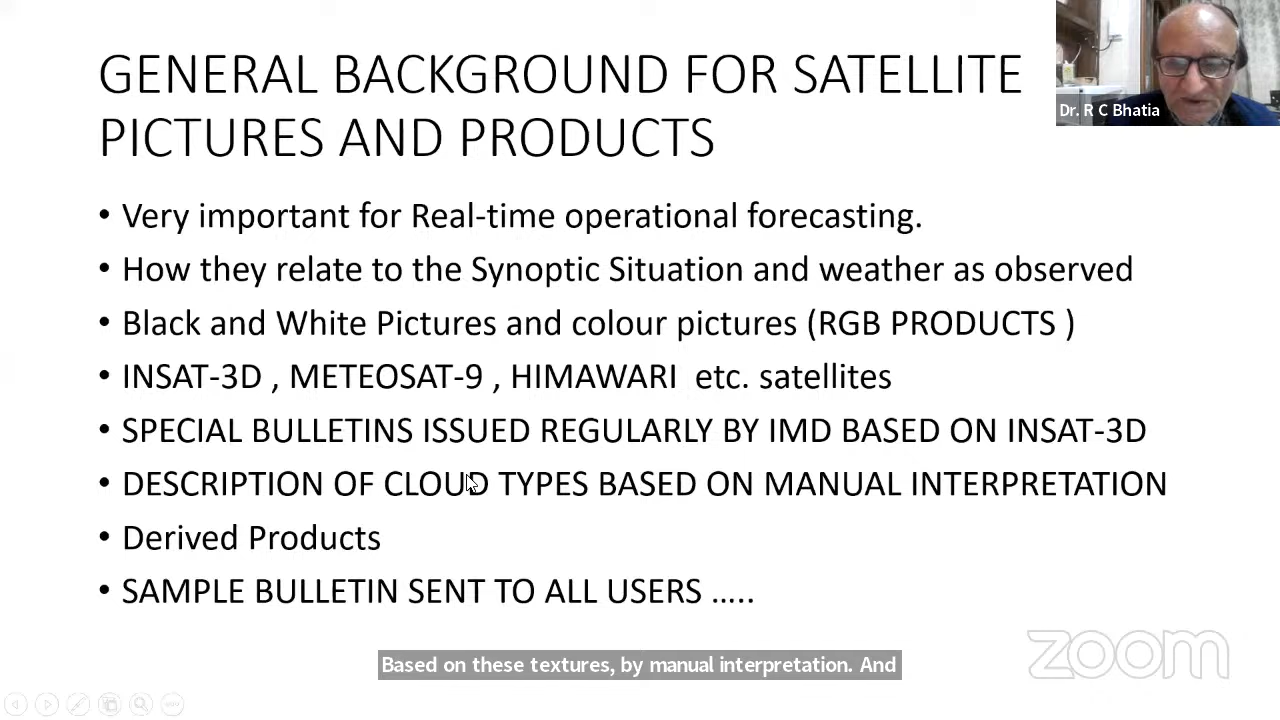 GENERAL BACKGROUND FOR SATELLITE
PICTURES AND PRODUCTS
Dr. R C Bhatia
• Very important for Real-time operational forecasting.
• How they relate to the Synoptic Situation and weather as observed
• Black and White Pictures and colour pictures (RGB PRODUCTS )
• INSAT-3D , METEOSAT-9 , HIMAWARI etc. satellites
• SPECIAL BULLETINS ISSUED REGULARLY BY IMD BASED ON INSAT-3D
• DESCRIPTION OF CLOUD TYPES BASED ON MANUAL INTERPRETATION
• Derived Products
• SAMPLE BULLETIN SENT TO ALL USERS …..
zoom
Based on these textures, by manual interpretation. And